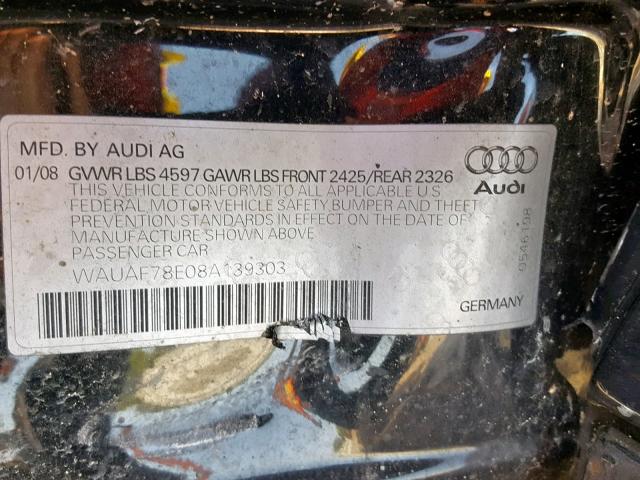 MFD. BY AUDI AG
01/08 GVWR LBS 4597 GAWR LBS FRONT 2425/REAR 2326
THIS VEHICLE CONFORMS TO ALL APPLICABLE U.S.
FEDERAL MOTOR VEHICLE SAFETY BUMPER AND THEFT
PREVENTION STANDARDS IN EFFECT ON THE DATE OF
MANUFACTURE SHOWN ABOVE
PASSENGER CAR
WAUAF78E08A139303
Audi
0546198
GERMANY